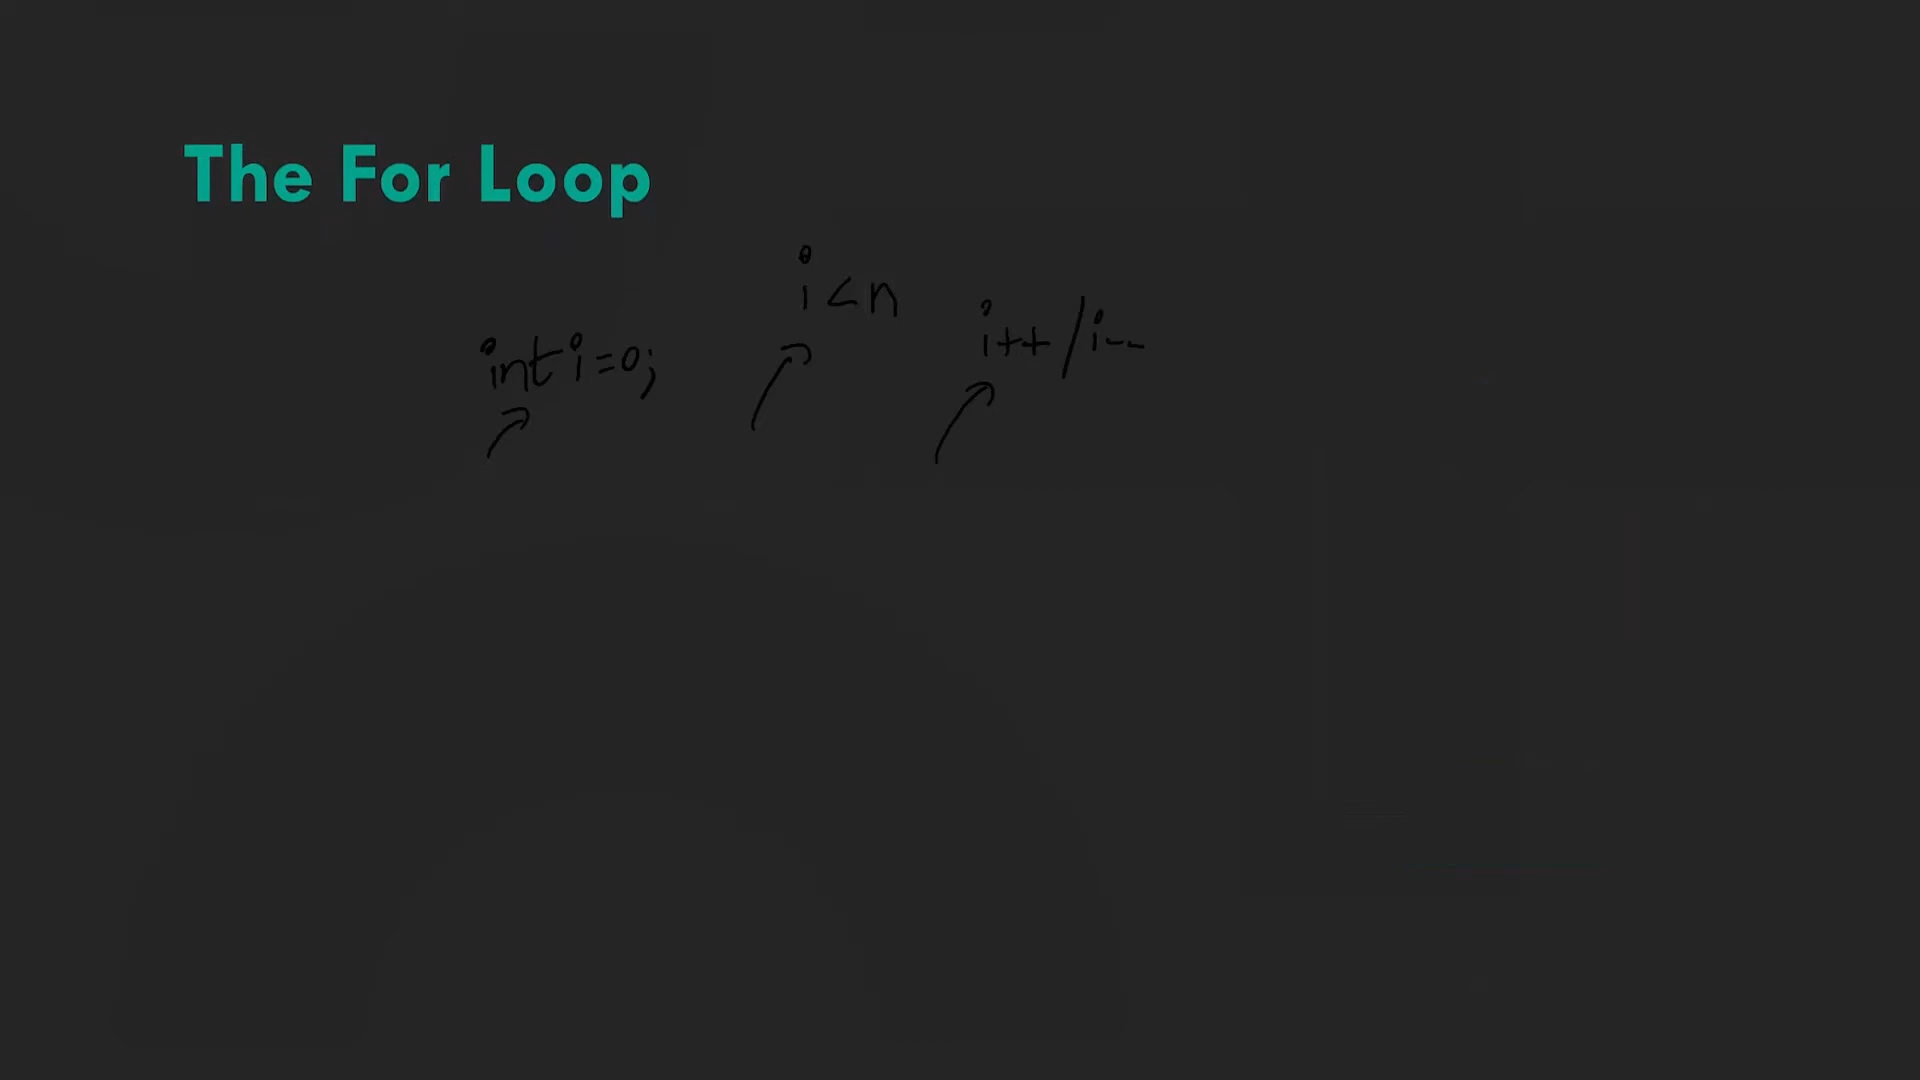 The For Loop
int i=0;
i<n
i++/i--